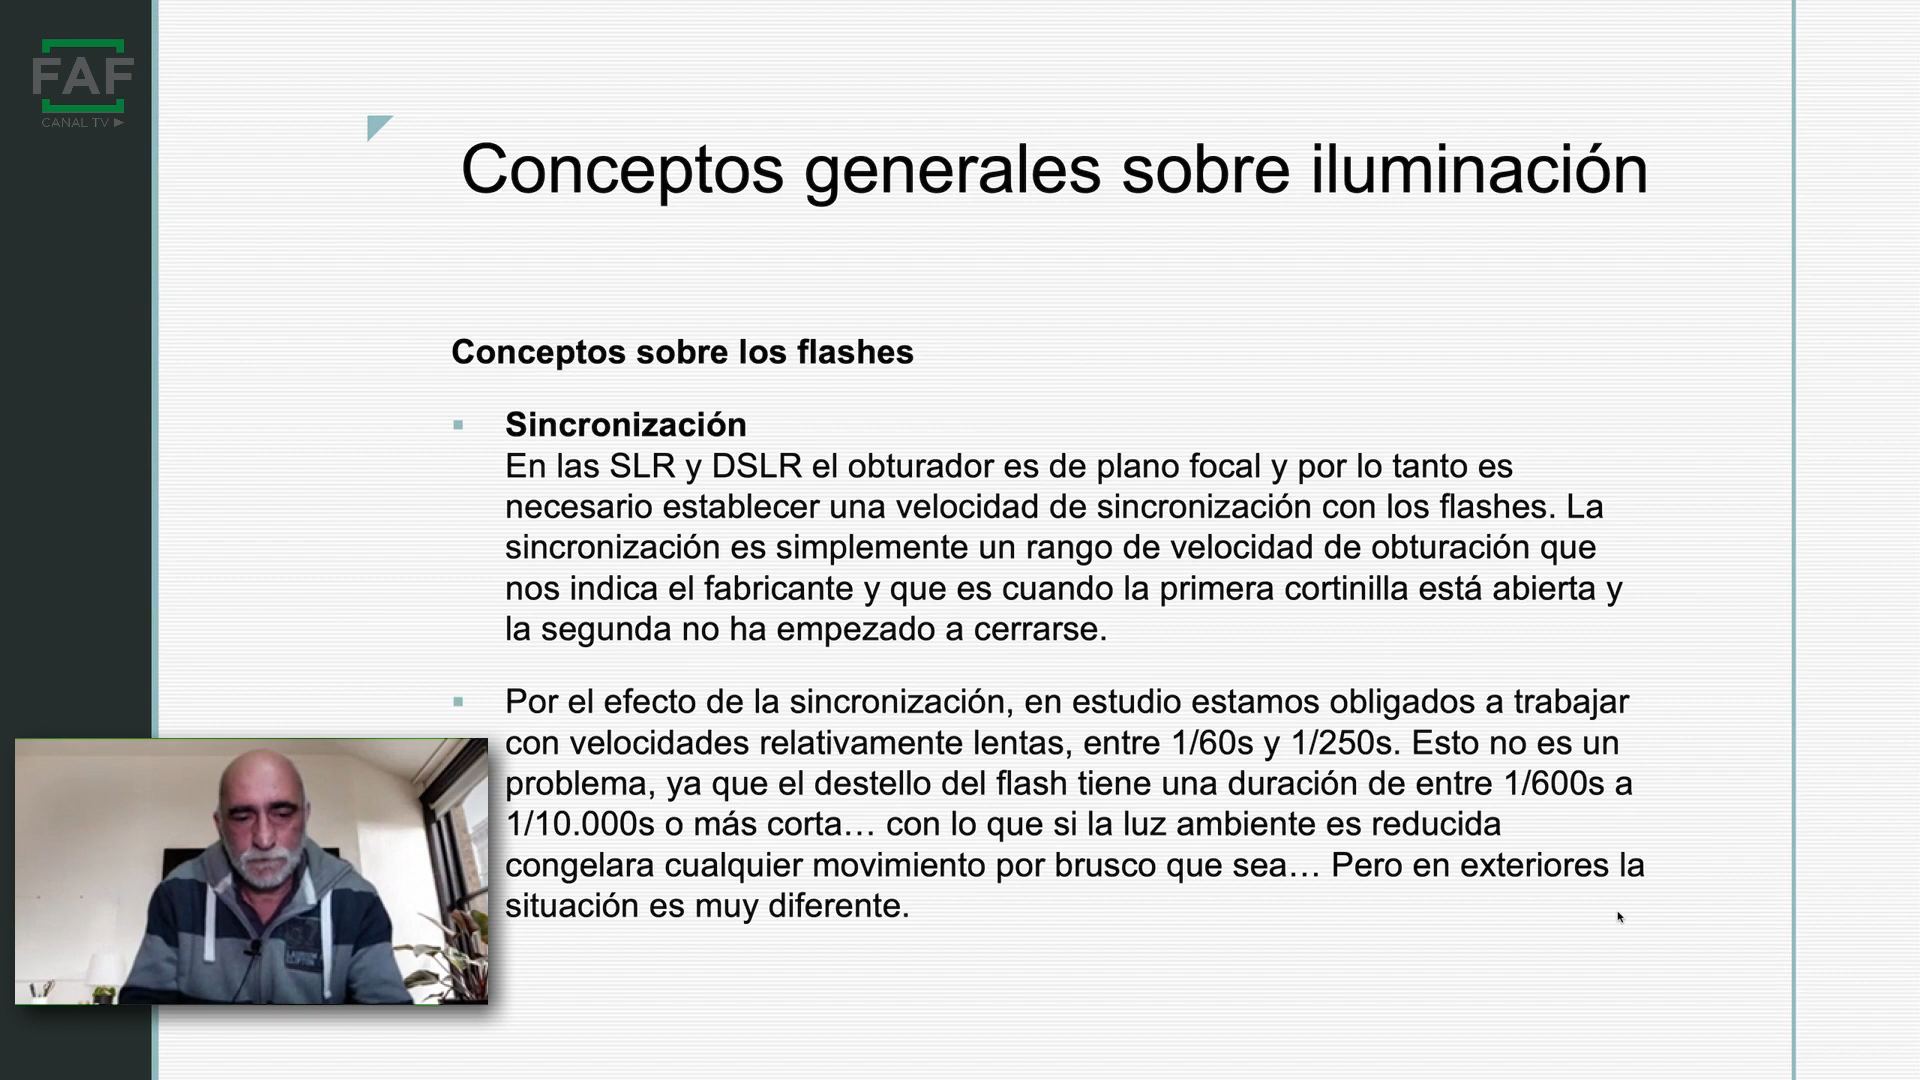 FAF
CANAL TV
Conceptos generales sobre iluminación
Conceptos sobre los flashes
Sincronización
En las SLR y DSLR el obturador es de plano focal y por lo tanto es
necesario establecer una velocidad de sincronización con los flashes. La
sincronización es simplemente un rango de velocidad de obturación que
nos indica el fabricante y que es cuando la primera cortinilla está abierta y
la segunda no ha empezado a cerrarse.
Por el efecto de la sincronización, en estudio estamos obligados a trabajar
con velocidades relativamente lentas, entre 1/60s y 1/250s. Esto no es un
problema, ya que el destello del flash tiene una duración de entre 1/600s a
1/10.000s o más corta… con lo que si la luz ambiente es reducida
congelara cualquier movimiento por brusco que sea… Pero en exteriores la
situación es muy diferente.